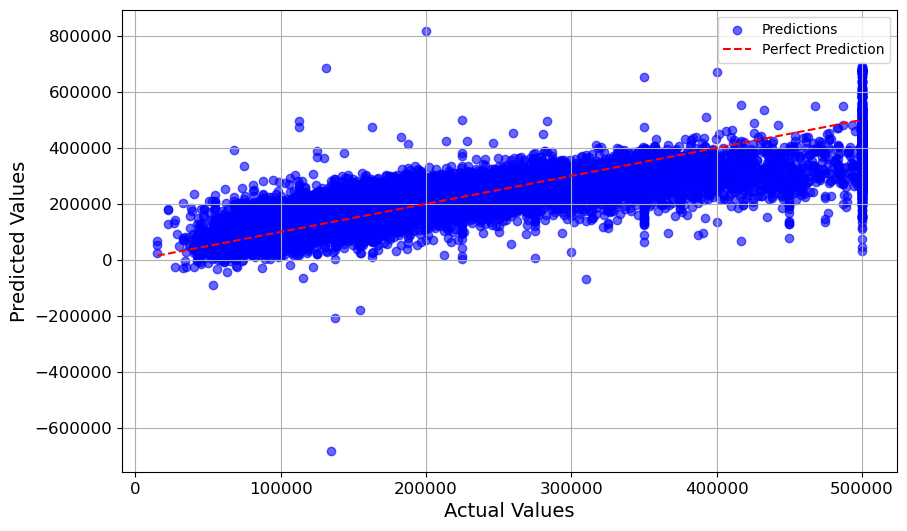 Predictions
Perfect Prediction
800000
600000
400000
200000
0
−200000
−400000
−600000
Predicted Values
0 100000 200000 300000 400000 500000
Actual Values